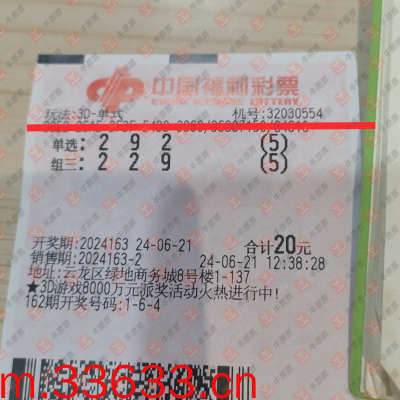 中国福利彩票
CHINA WELFARE LOTTERY
玩法:3D-单式 机号:32030554
单选: 2 9 2 (5)
组三: 2 2 9 (5)
开奖期:2024163 24-06-21 合计20元
销售期:2024163-2 24-06-21 12:38:28
地址:云龙区绿地商务城8号楼1-137
★3D游戏8000万元派奖活动火热进行中!
162期开奖号码:1-6-4
m.33633.cn